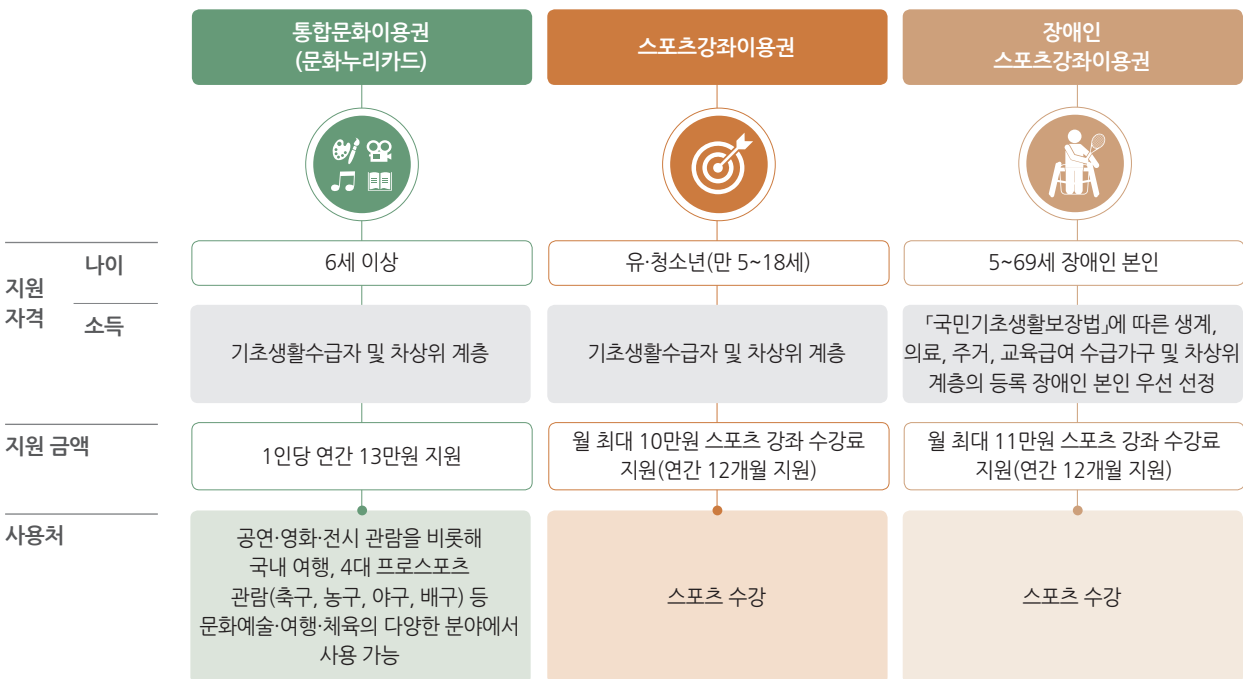 통합문화이용권
(문화누리카드)
스포츠강좌이용권
장애인
스포츠강좌이용권
지원
자격
나이
6세 이상
유·청소년(만 5~18세)
5~69세 장애인 본인
소득
기초생활수급자 및 차상위 계층
기초생활수급자 및 차상위 계층
「국민기초생활보장법」에 따른 생계,
의료, 주거, 교육급여 수급가구 및 차상위
계층의 등록 장애인 본인 우선 선정
지원 금액
1인당 연간 13만원 지원
월 최대 10만원 스포츠 강좌 수강료
지원(연간 12개월 지원)
월 최대 11만원 스포츠 강좌 수강료
지원(연간 12개월 지원)
사용처
공연·영화·전시 관람을 비롯해
국내 여행, 4대 프로스포츠
관람(축구, 농구, 야구, 배구) 등
문화예술·여행·체육의 다양한 분야에서
사용 가능
스포츠 수강
스포츠 수강